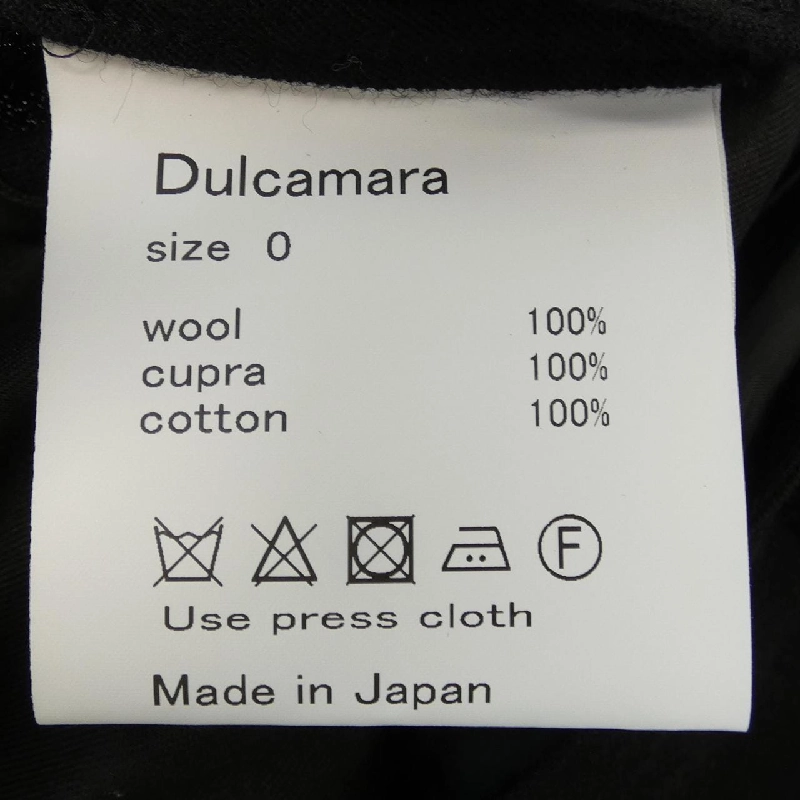 Dulcamara
size 0
wool 100%
cupra 100%
cotton 100%
F
Use press cloth
Made in Japan